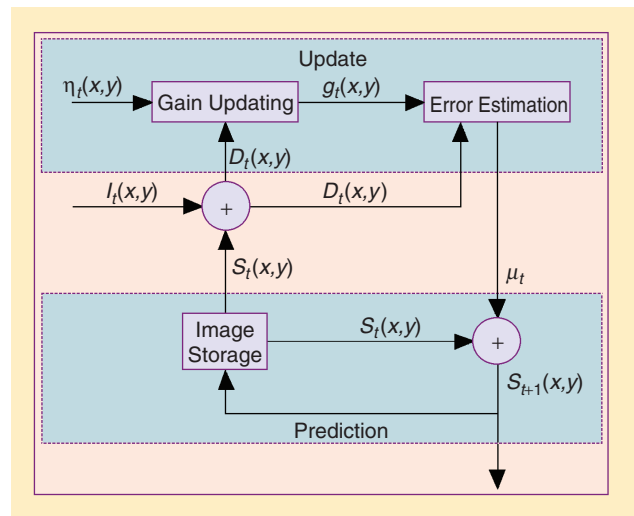 Update
ηt(x,y)
Gain Updating
gt(x,y)
Error Estimation
Dt(x,y)
It(x,y)
+
Dt(x,y)
St(x,y)
μt
Image
Storage
St(x,y)
+
St+1(x,y)
Prediction